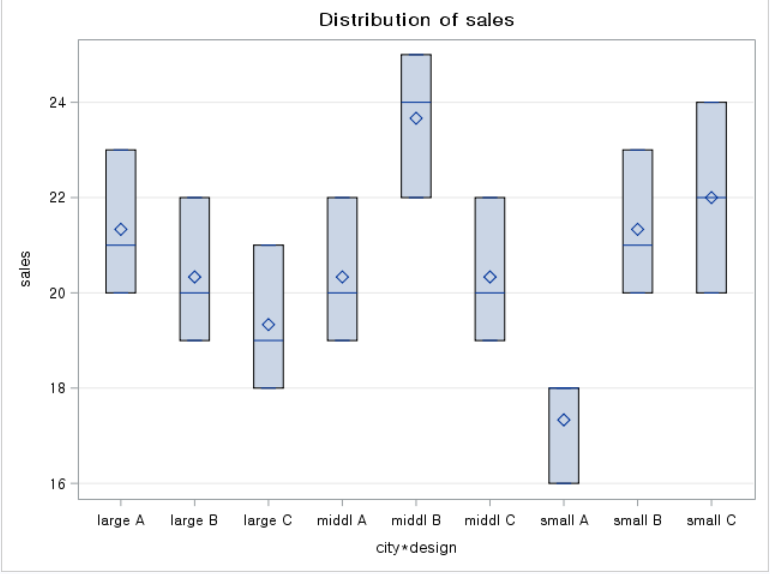 Distribution of sales
24
22
20
18
16
sales
large A large B large C middl A middl B middl C small A small B small C
city*design